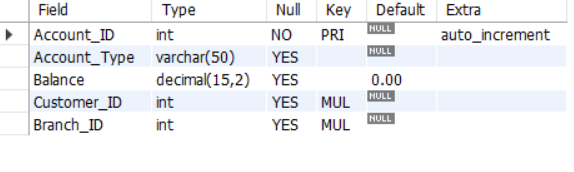 Field Type Null Key Default Extra
Account_ID int NO PRI NULL auto_increment
Account_Type varchar(50) YES NULL
Balance decimal(15,2) YES 0.00
Customer_ID int YES MUL NULL
Branch_ID int YES MUL NULL